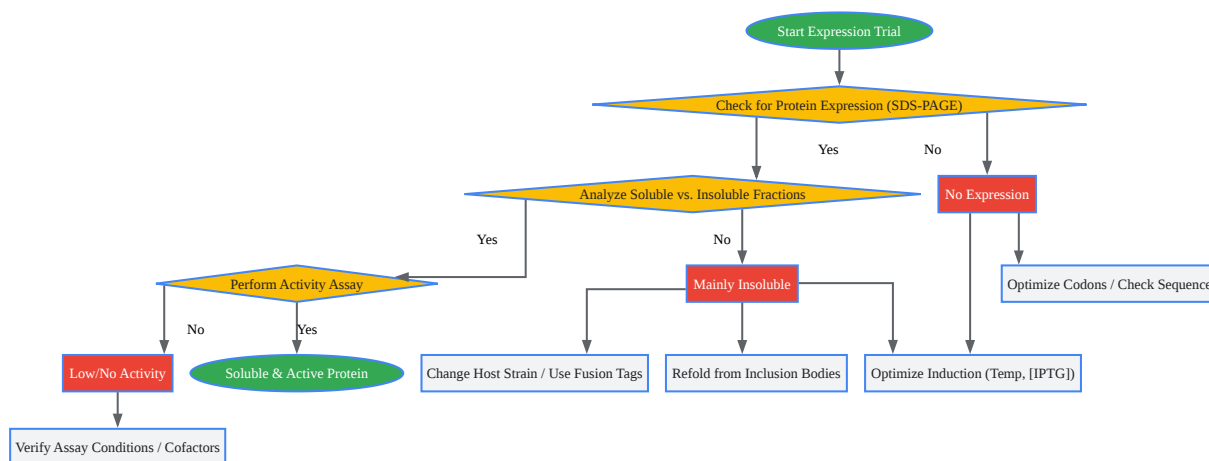 Start Expression Trial
Check for Protein Expression (SDS-PAGE)
Yes
No
Analyze Soluble vs. Insoluble Fractions
No Expression
Yes
No
Perform Activity Assay
Mainly Insoluble
Optimize Codons / Check Sequence
No
Yes
Low/No Activity
Soluble & Active Protein
Change Host Strain / Use Fusion Tags
Refold from Inclusion Bodies
Optimize Induction (Temp, [IPTG])
Verify Assay Conditions / Cofactors